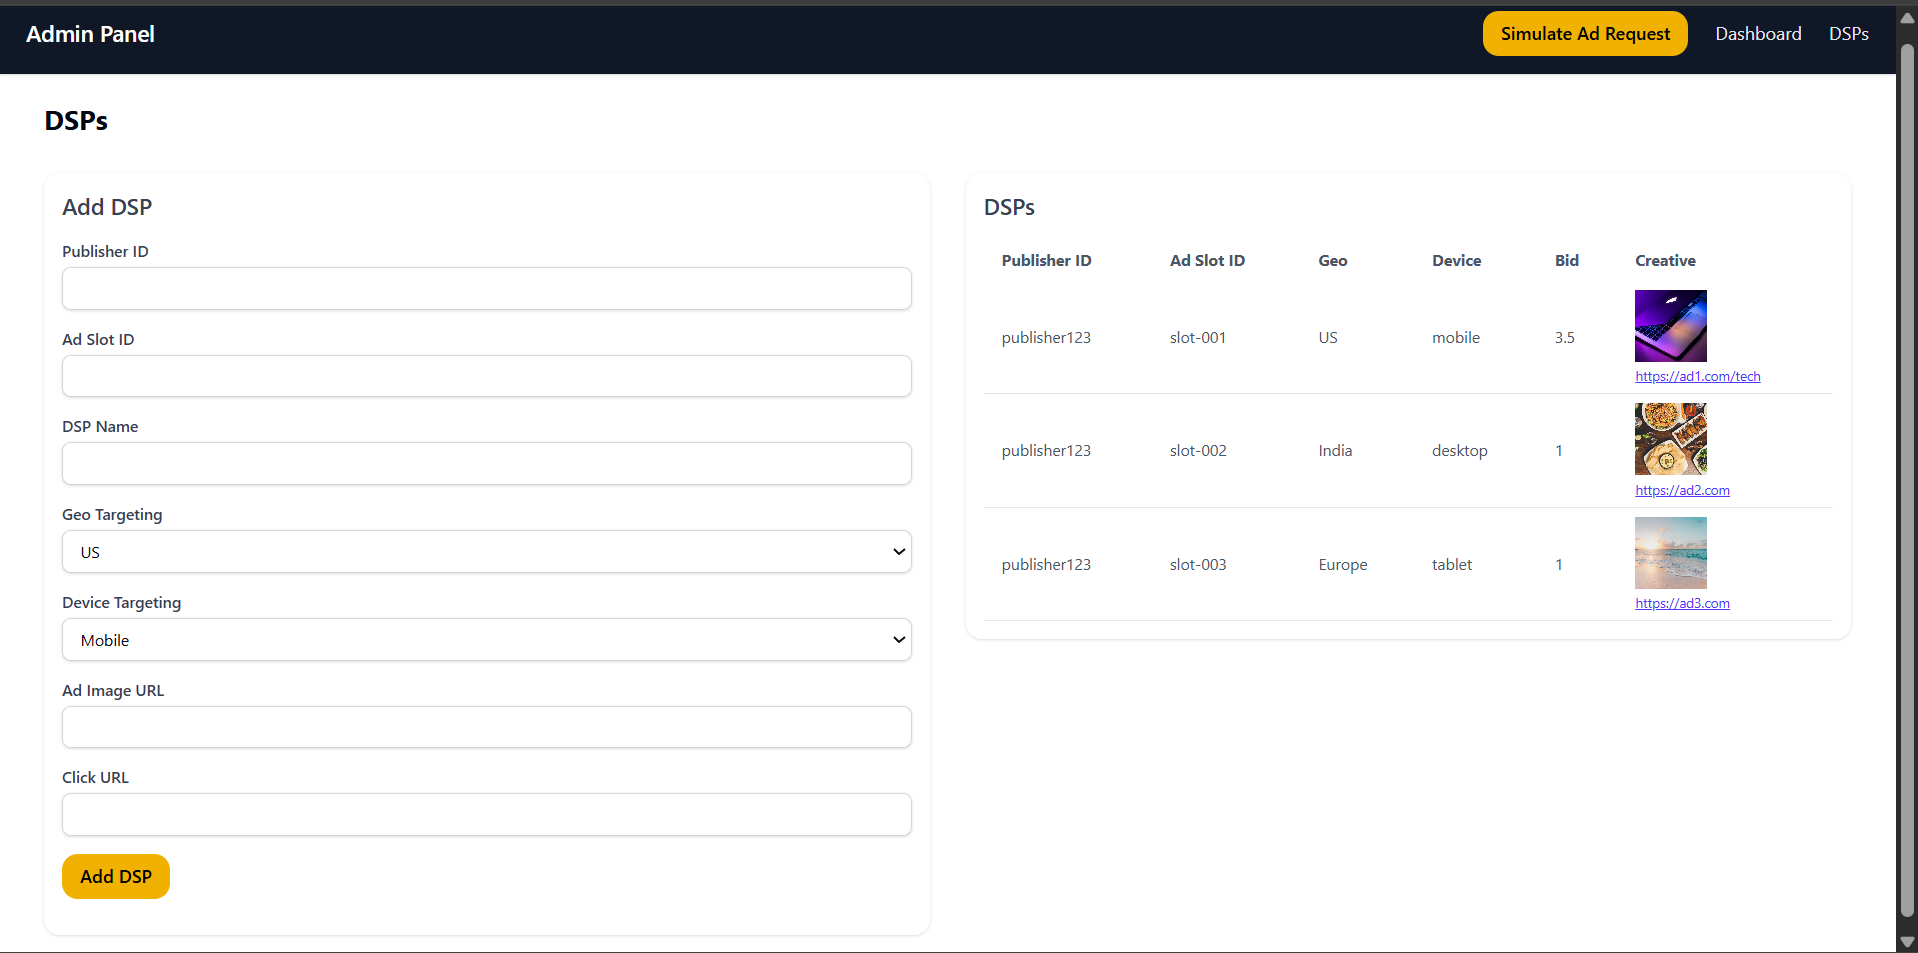 Admin Panel
Simulate Ad Request
Dashboard
DSPs
DSPs
Add DSP
Publisher ID
Ad Slot ID
DSP Name
Geo Targeting
US
Device Targeting
Mobile
Ad Image URL
Click URL
Add DSP
DSPs
Publisher ID Ad Slot ID Geo Device Bid Creative
publisher123 slot-001 US mobile 3.5
https://ad1.com/tech
publisher123 slot-002 India desktop 1
https://ad2.com
publisher123 slot-003 Europe tablet 1
https://ad3.com